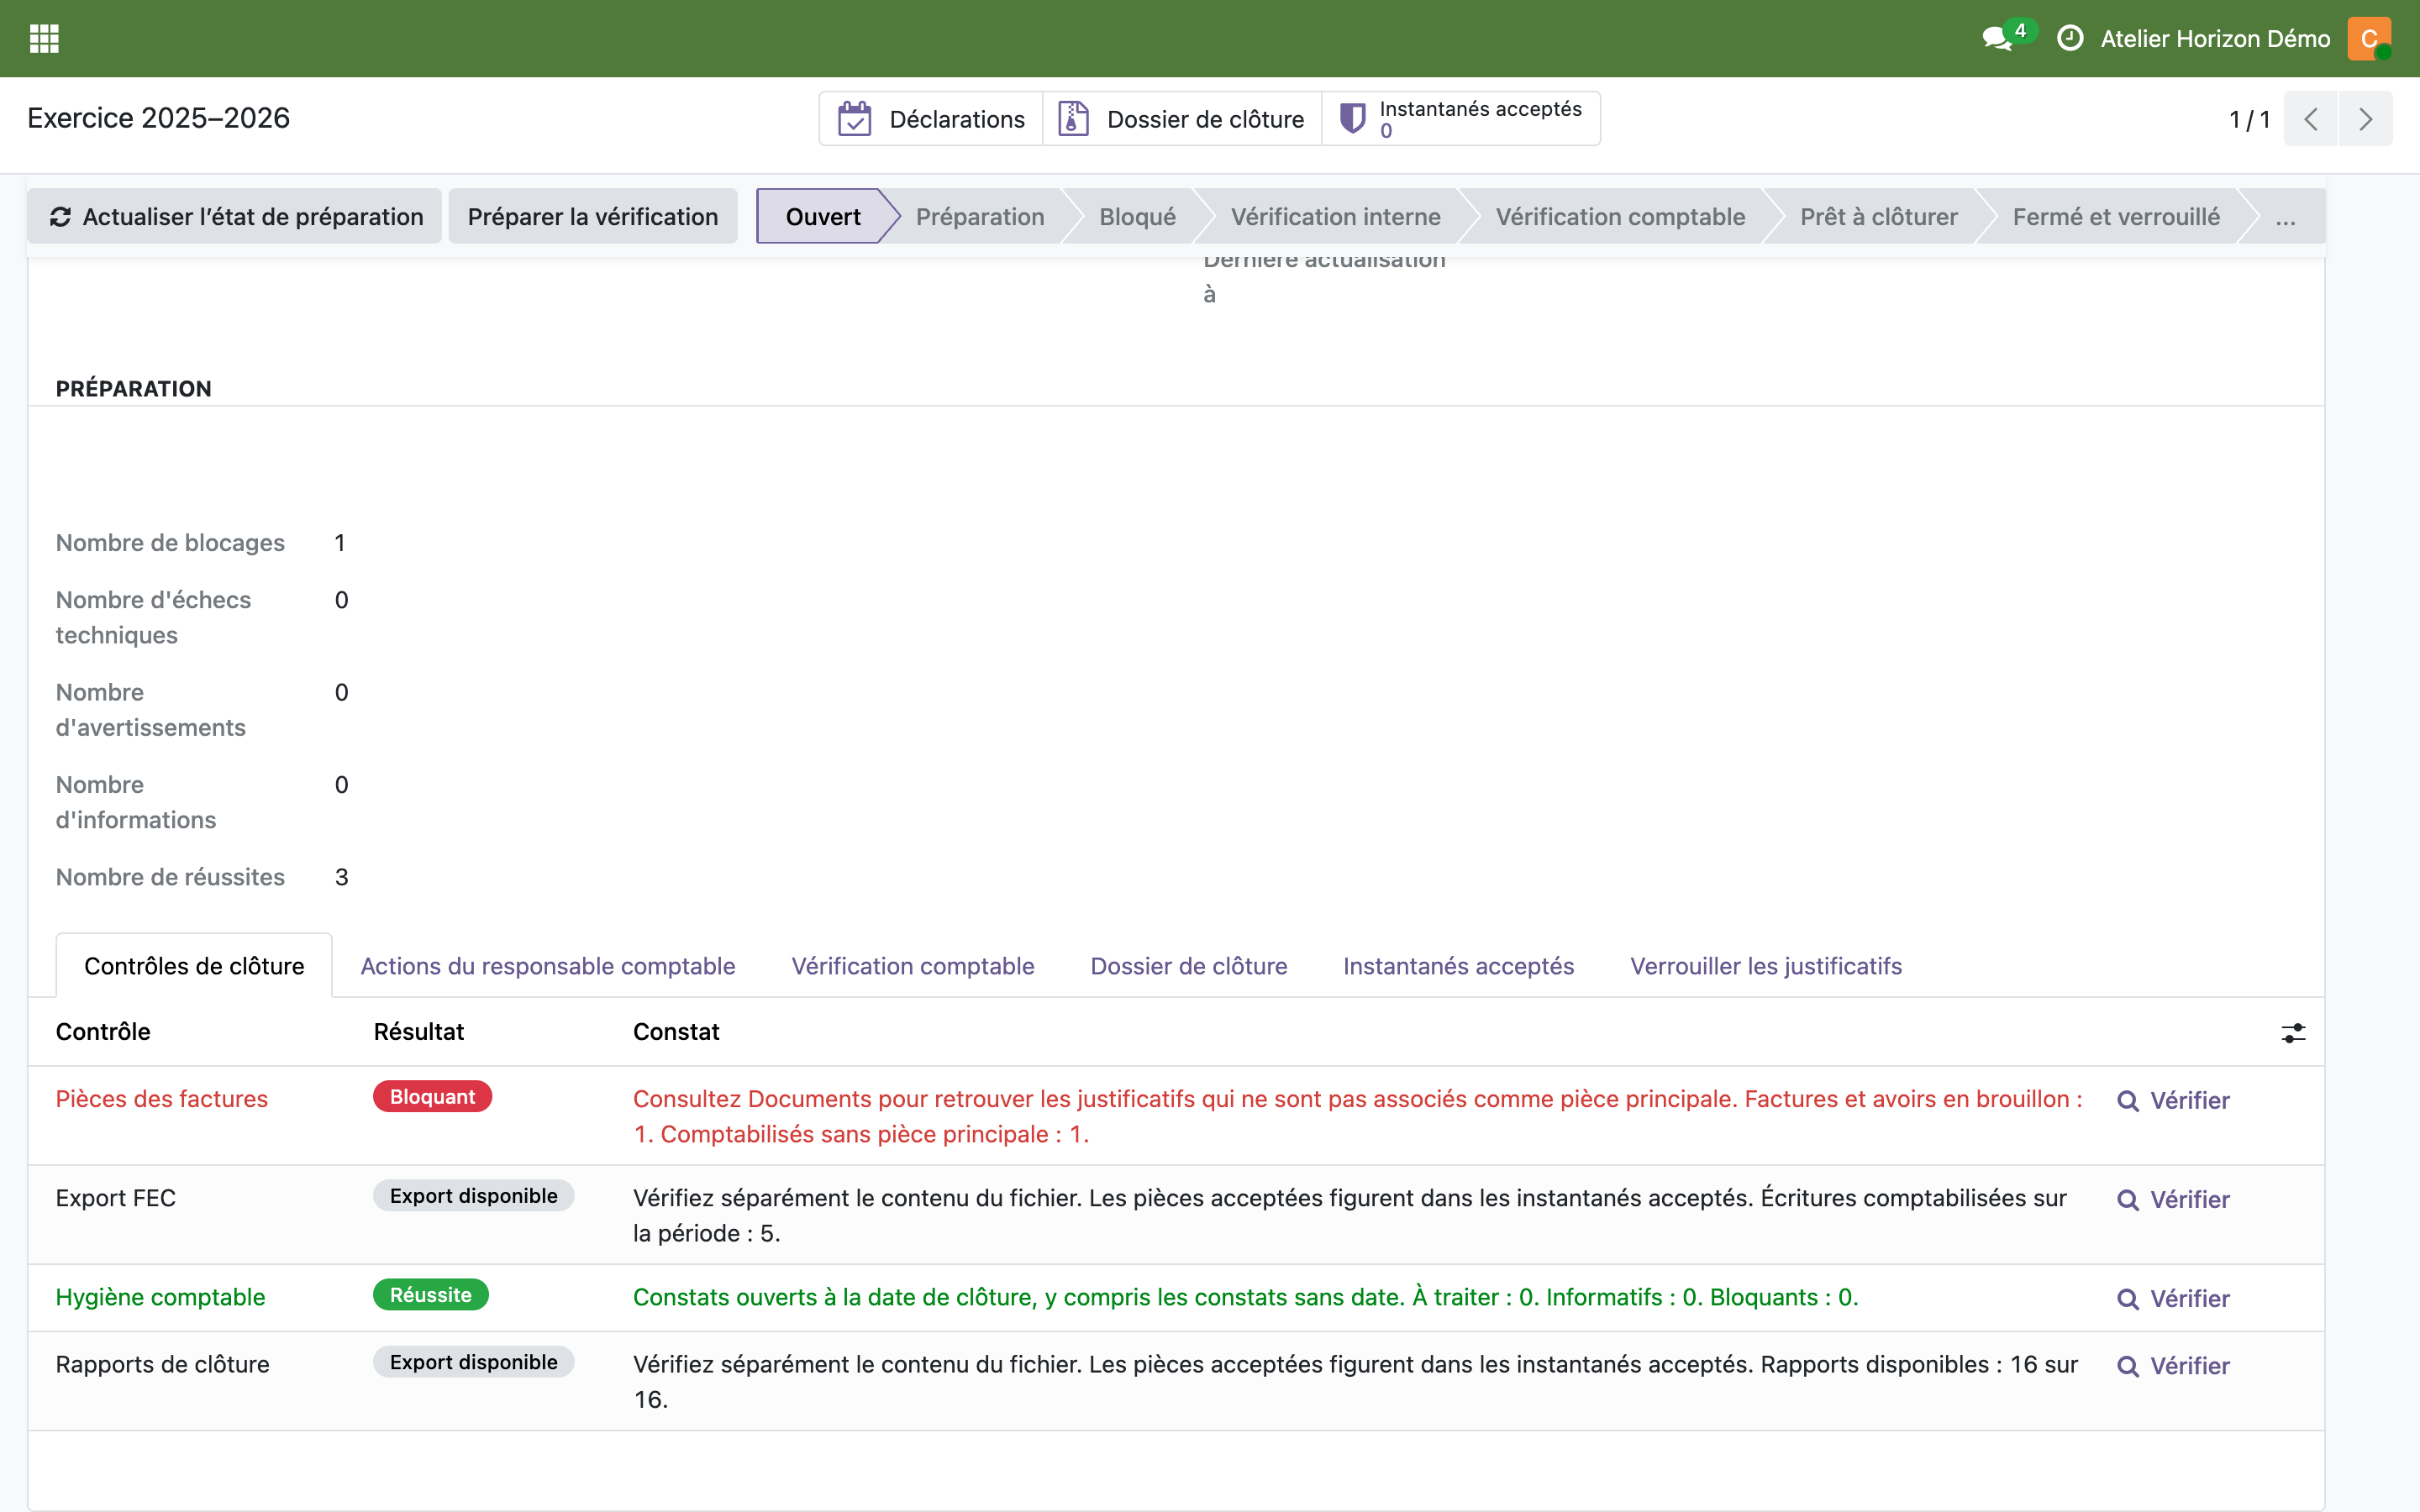 4
Atelier Horizon Démo
C
Exercice 2025–2026
Déclarations
Dossier de clôture
Instantanés acceptés
0
1 / 1
Actualiser l’état de préparation
Préparer la vérification
Ouvert
Préparation
Bloqué
Vérification interne
Vérification comptable
Prêt à clôturer
Fermé et verrouillé
...
Dernière actualisation
à
PRÉPARATION
Nombre de blocages 1
Nombre d'échecs 0
techniques
Nombre 0
d'avertissements
Nombre 0
d'informations
Nombre de réussites 3
Contrôles de clôture
Actions du responsable comptable
Vérification comptable
Dossier de clôture
Instantanés acceptés
Verrouiller les justificatifs
Contrôle Résultat Constat
Pièces des factures Bloquant Consultez Documents pour retrouver les justificatifs qui ne sont pas associés comme pièce principale. Factures et avoirs en brouillon : Vérifier
1. Comptabilisés sans pièce principale : 1.
Export FEC Export disponible Vérifiez séparément le contenu du fichier. Les pièces acceptées figurent dans les instantanés acceptés. Écritures comptabilisées sur Vérifier
la période : 5.
Hygiène comptable Réussite Constats ouverts à la date de clôture, y compris les constats sans date. À traiter : 0. Informatifs : 0. Bloquants : 0. Vérifier
Rapports de clôture Export disponible Vérifiez séparément le contenu du fichier. Les pièces acceptées figurent dans les instantanés acceptés. Rapports disponibles : 16 sur Vérifier
16.